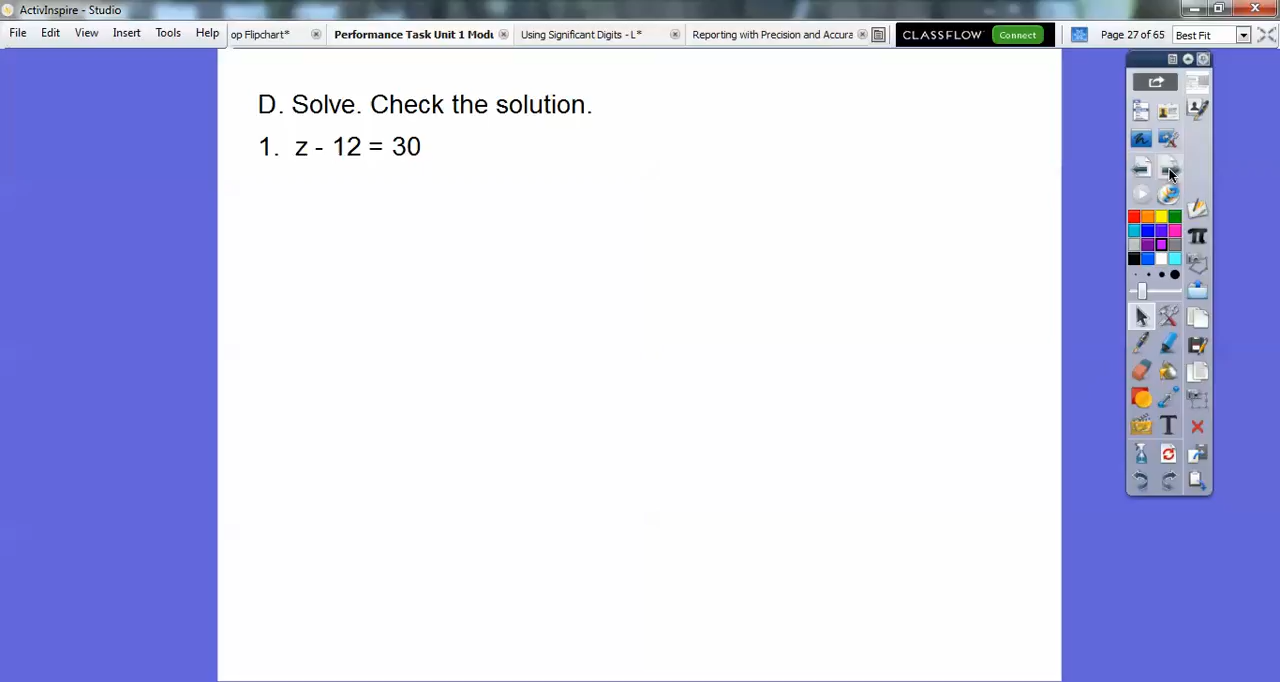 ActivInspire - Studio
File Edit View Insert Tools Help
op Flipchart* Performance Task Unit 1 Modu Using Significant Digits - L* Reporting with Precision and Accura CLASSFLOW Connect Page 27 of 65 Best Fit
D. Solve. Check the solution.
1. z - 12 = 30